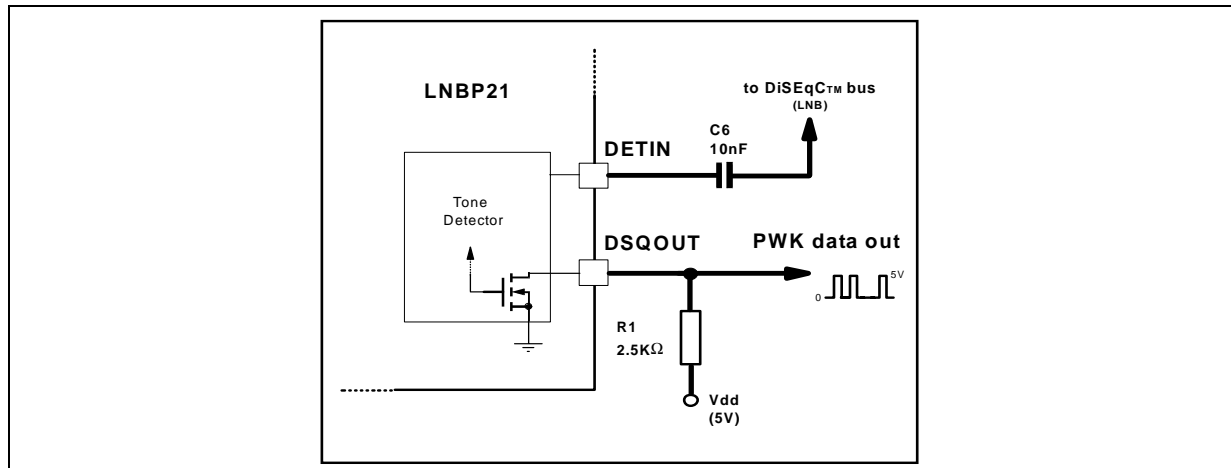 LNBP21
to DiSEqCTM bus
(LNB)
C6
10nF
DETIN
Tone
Detector
DSQOUT
PWK data out
5V
0
R1
2.5KΩ
Vdd
(5V)